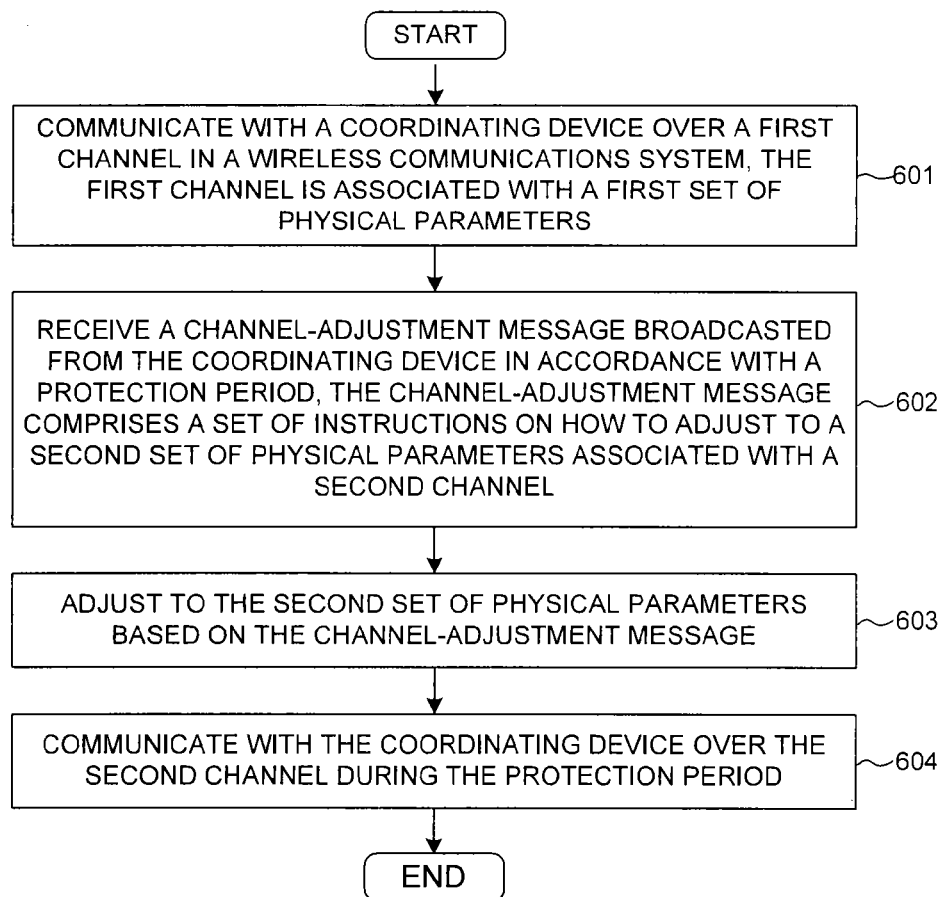 START
COMMUNICATE WITH A COORDINATING DEVICE OVER A FIRST
CHANNEL IN A WIRELESS COMMUNICATIONS SYSTEM, THE
FIRST CHANNEL IS ASSOCIATED WITH A FIRST SET OF
PHYSICAL PARAMETERS
601
RECEIVE A CHANNEL-ADJUSTMENT MESSAGE BROADCASTED
FROM THE COORDINATING DEVICE IN ACCORDANCE WITH A
PROTECTION PERIOD, THE CHANNEL-ADJUSTMENT MESSAGE
COMPRISES A SET OF INSTRUCTIONS ON HOW TO ADJUST TO A
SECOND SET OF PHYSICAL PARAMETERS ASSOCIATED WITH A
SECOND CHANNEL
602
ADJUST TO THE SECOND SET OF PHYSICAL PARAMETERS
BASED ON THE CHANNEL-ADJUSTMENT MESSAGE
603
COMMUNICATE WITH THE COORDINATING DEVICE OVER THE
SECOND CHANNEL DURING THE PROTECTION PERIOD
604
END